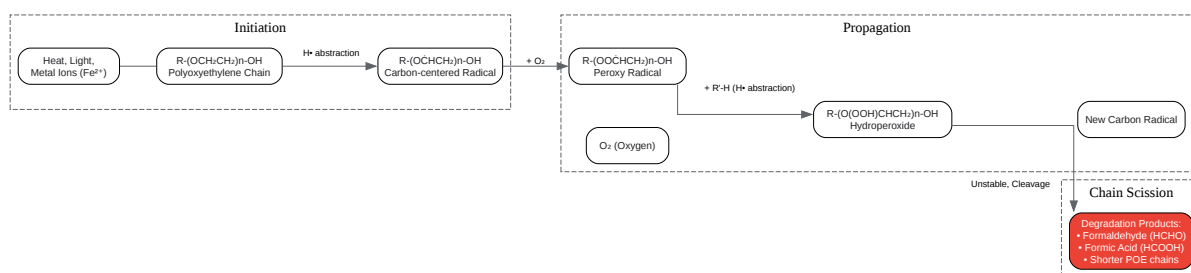 Initiation
Heat, Light,
Metal Ions (Fe²⁺)
R-(OCH₂CH₂)n-OH
Polyoxyethylene Chain
H• abstraction
R-(OĊHCH₂)n-OH
Carbon-centered Radical
+ O₂
Propagation
R-(OOĊHCH₂)n-OH
Peroxy Radical
+ R'-H (H• abstraction)
R-(O(OOH)CHCH₂)n-OH
Hydroperoxide
New Carbon Radical
O₂ (Oxygen)
Unstable, Cleavage
Chain Scission
Degradation Products:
• Formaldehyde (HCHO)
• Formic Acid (HCOOH)
• Shorter POE chains